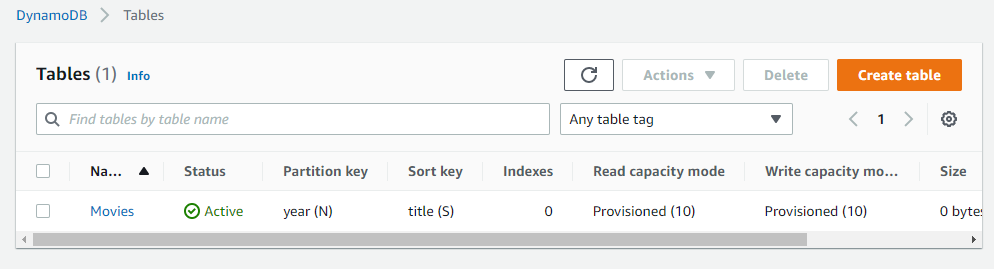 DynamoDB > Tables
Tables (1) Info
Actions Delete Create table
Find tables by table name Any table tag 1
Na... Status Partition key Sort key Indexes Read capacity mode Write capacity mo... Size
Movies Active year (N) title (S) 0 Provisioned (10) Provisioned (10) 0 bytes